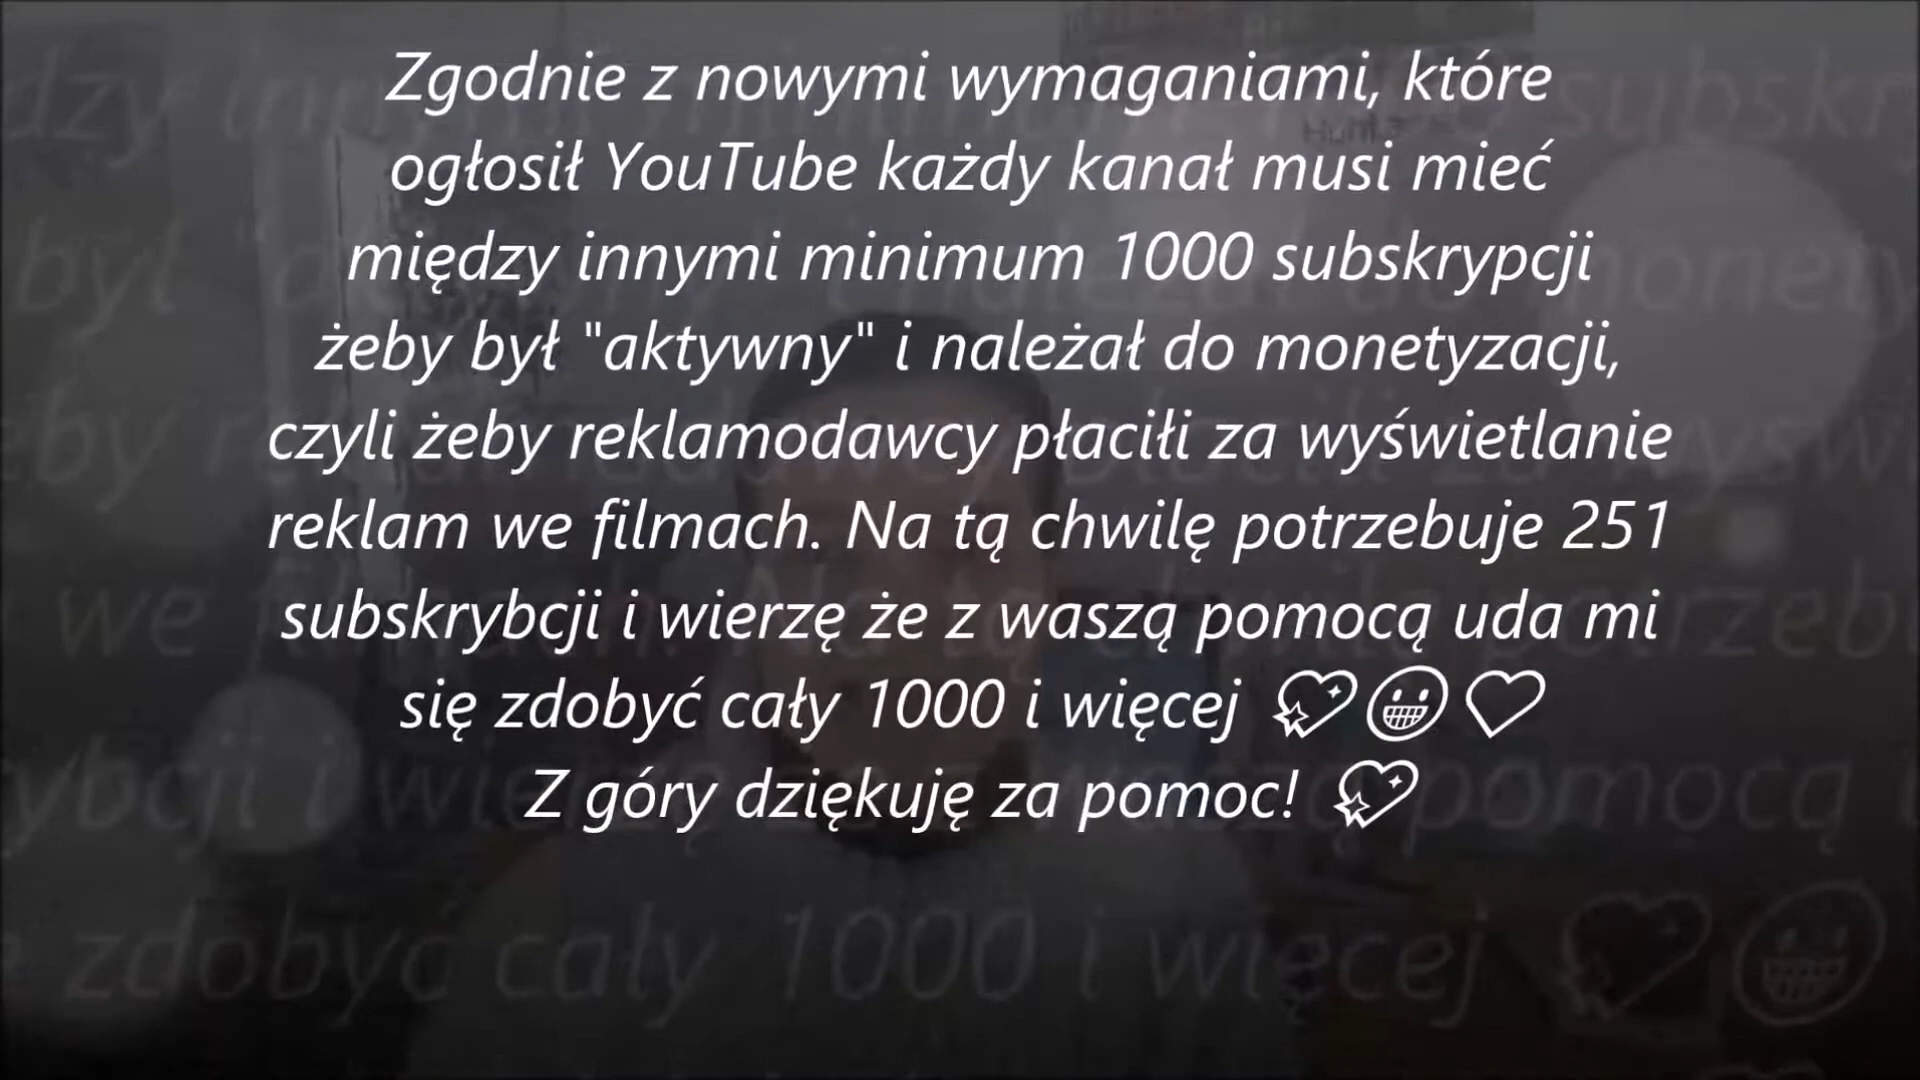 Zgodnie z nowymi wymaganiami, które
ogłosił YouTube każdy kanał musi mieć
między innymi minimum 1000 subskrypcji
żeby był "aktywny" i należał do monetyzacji,
czyli żeby reklamodawcy płaciłi za wyświetlanie
reklam we filmach. Na tą chwilę potrzebuje 251
subskrybcji i wierzę że z waszą pomocą uda mi
się zdobyć cały 1000 i więcej 💖😁🤍
Z góry dziękuję za pomoc! 💖